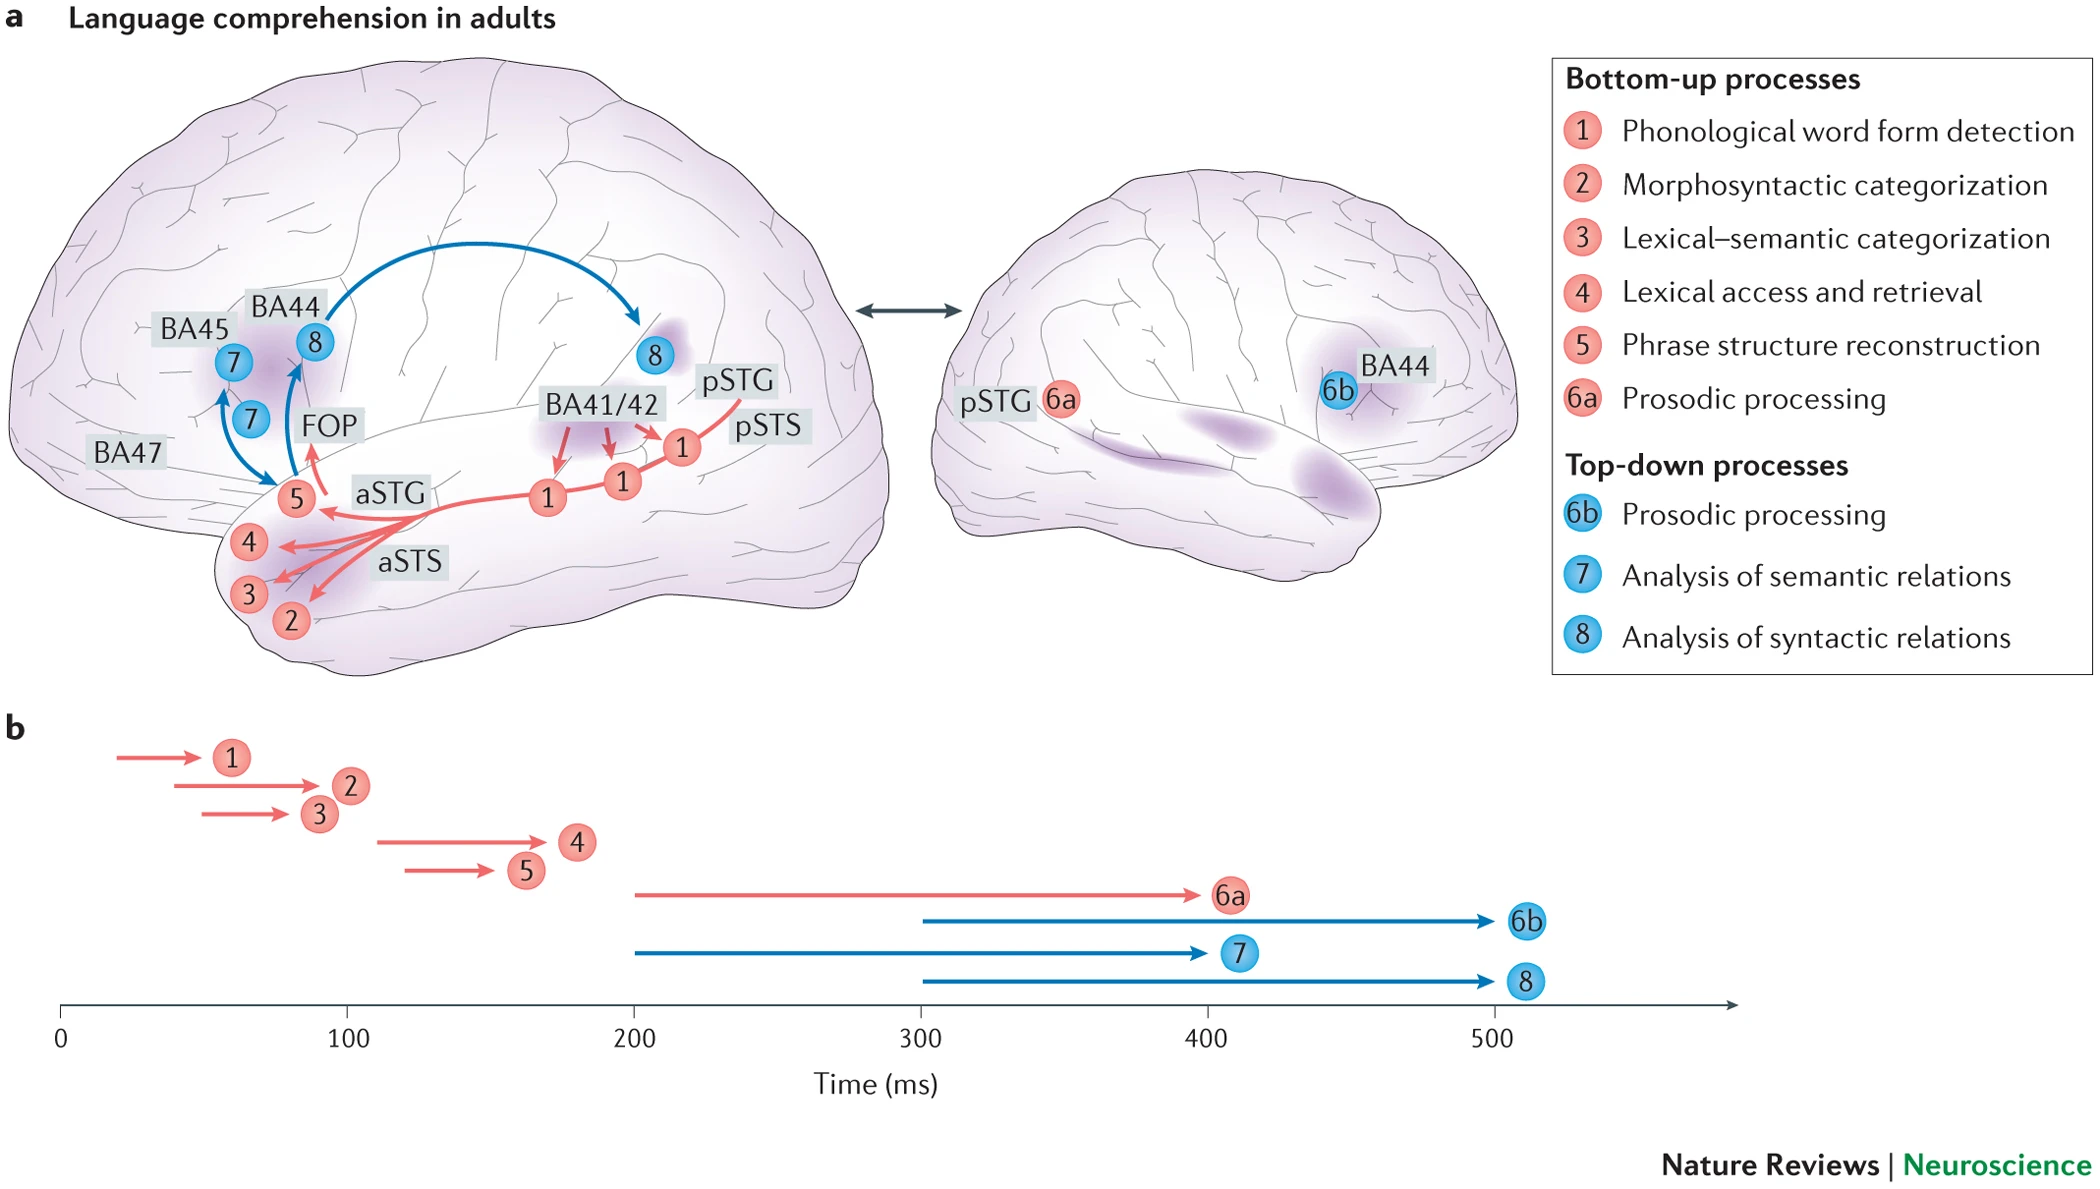 a Language comprehension in adults
BA44
BA45
8
7
7
FOP
BA47
5
aSTG
4
aSTS
3
2
8
pSTG
BA41/42
pSTS
1
1
1
pSTG
6a
6b
BA44
Bottom-up processes
1 Phonological word form detection
2 Morphosyntactic categorization
3 Lexical–semantic categorization
4 Lexical access and retrieval
5 Phrase structure reconstruction
6a Prosodic processing
Top-down processes
6b Prosodic processing
7 Analysis of semantic relations
8 Analysis of syntactic relations
b
1
2
3
4
5
6a
6b
7
8
0 100 200 300 400 500
Time (ms)
Nature Reviews | Neuroscience